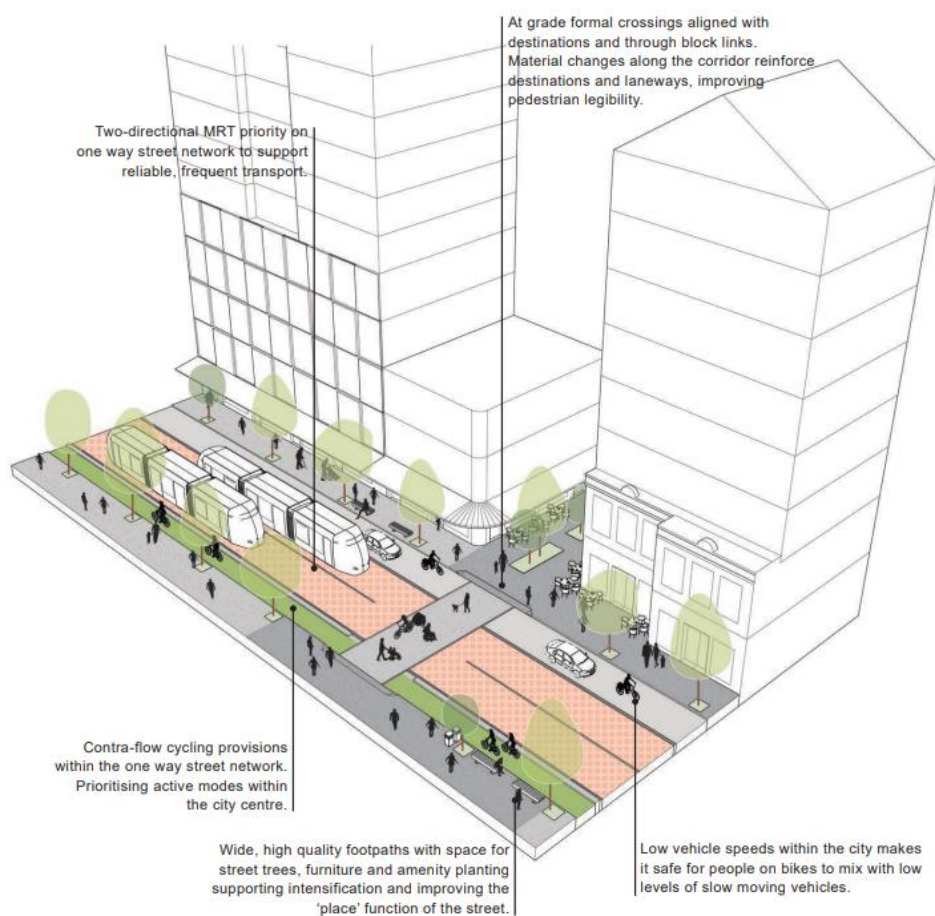 At grade formal crossings aligned with
destinations and through block links.
Material changes along the corridor reinforce
destinations and laneways, improving
pedestrian legibility.
Two-directional MRT priority on
one way street network to support
reliable, frequent transport.
Contra-flow cycling provisions
within the one way street network.
Prioritising active modes within
the city centre.
Wide, high quality footpaths with space for
street trees, furniture and amenity planting
supporting intensification and improving the
‘place’ function of the street.
Low vehicle speeds within the city makes
it safe for people on bikes to mix with low
levels of slow moving vehicles.